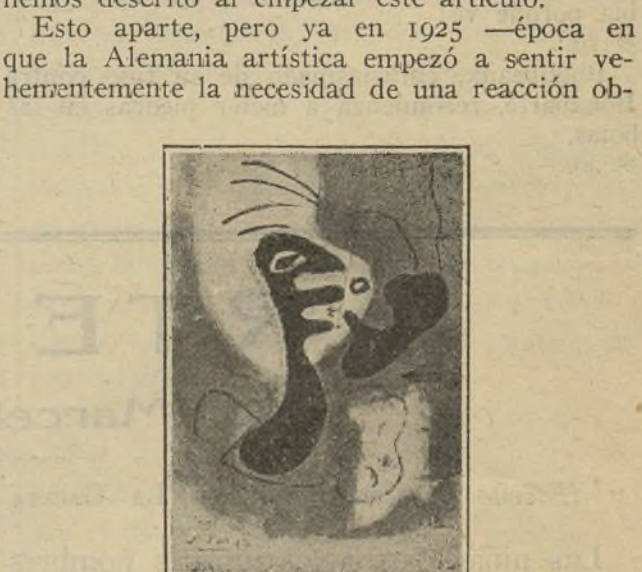 hemos descrito al empezar este artículo.
Esto aparte, pero ya en 1925 —época en
que la Alemania artística empezó a sentir ve-
hementemente la necesidad de una reacción ob-